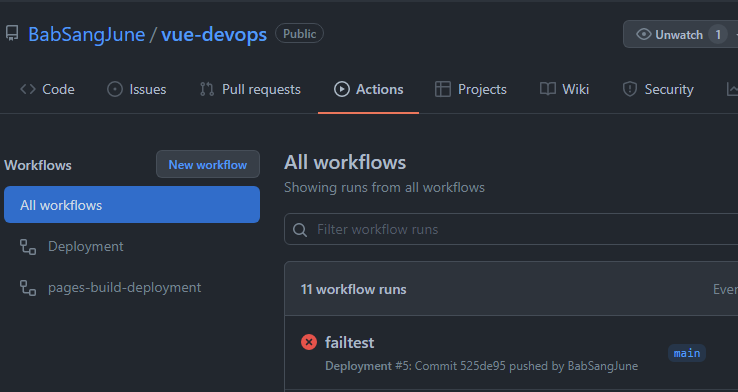 BabSangJune / vue-devops Public
Unwatch 1
Code Issues Pull requests Actions Projects Wiki Security
Workflows New workflow
All workflows
Deployment
pages-build-deployment
All workflows
Showing runs from all workflows
Filter workflow runs
11 workflow runs
failtest
Deployment #5: Commit 525de95 pushed by BabSangJune
main